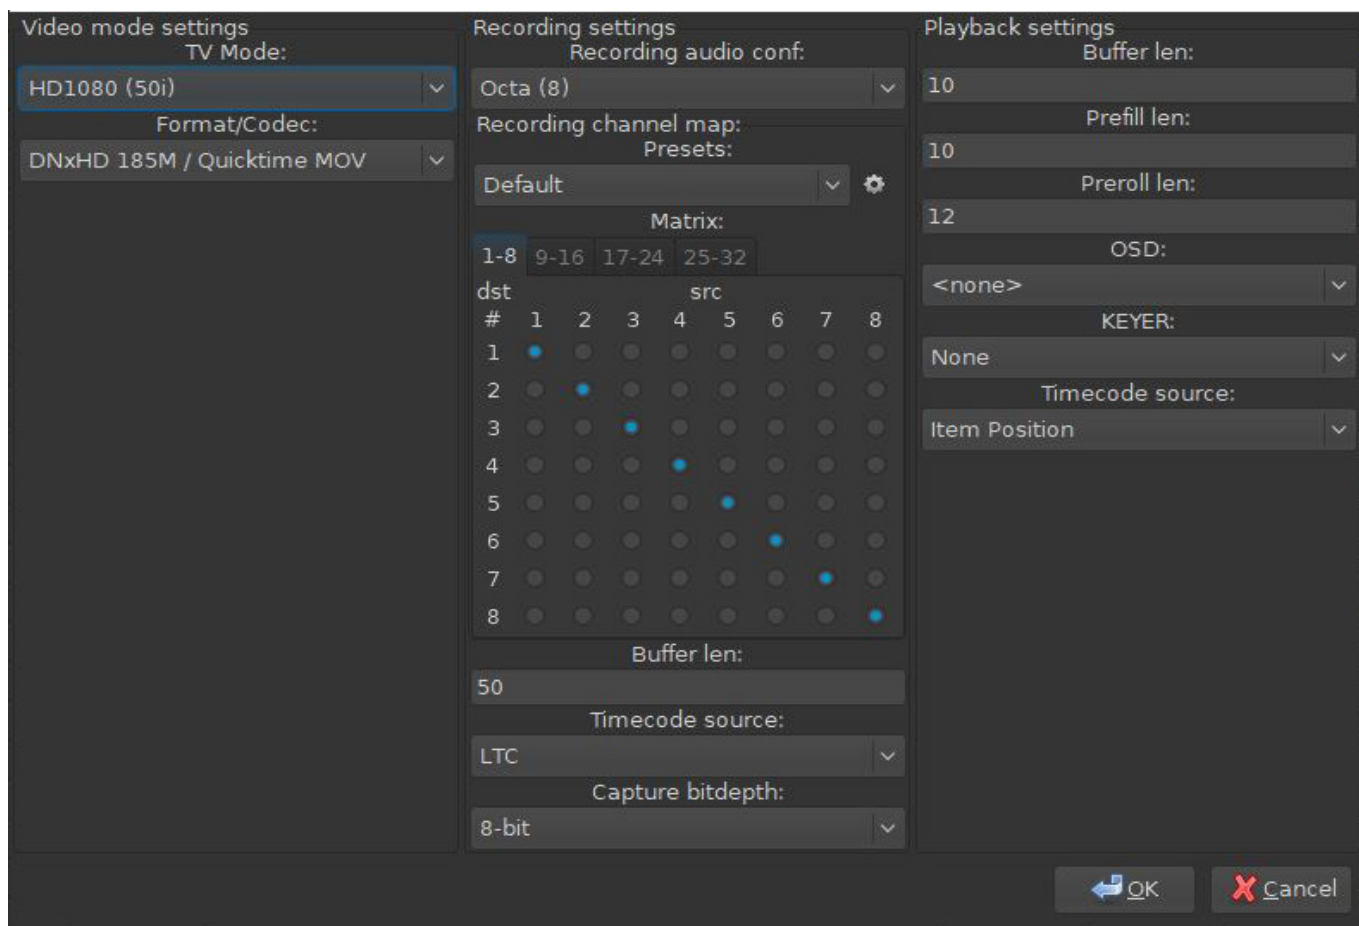 Video mode settings
TV Mode:
HD1080 (50i)
Format/Codec:
DNxHD 185M / Quicktime MOV
Recording settings
Recording audio conf:
Octa (8)
Recording channel map:
Presets:
Default
Matrix:
1-8 9-16 17-24 25-32
dst src
# 1 2 3 4 5 6 7 8
1
2
3
4
5
6
7
8
Buffer len:
50
Timecode source:
LTC
Capture bitdepth:
8-bit
Playback settings
Buffer len:
10
Prefill len:
10
Preroll len:
12
OSD:
<none>
KEYER:
None
Timecode source:
Item Position
OK Cancel